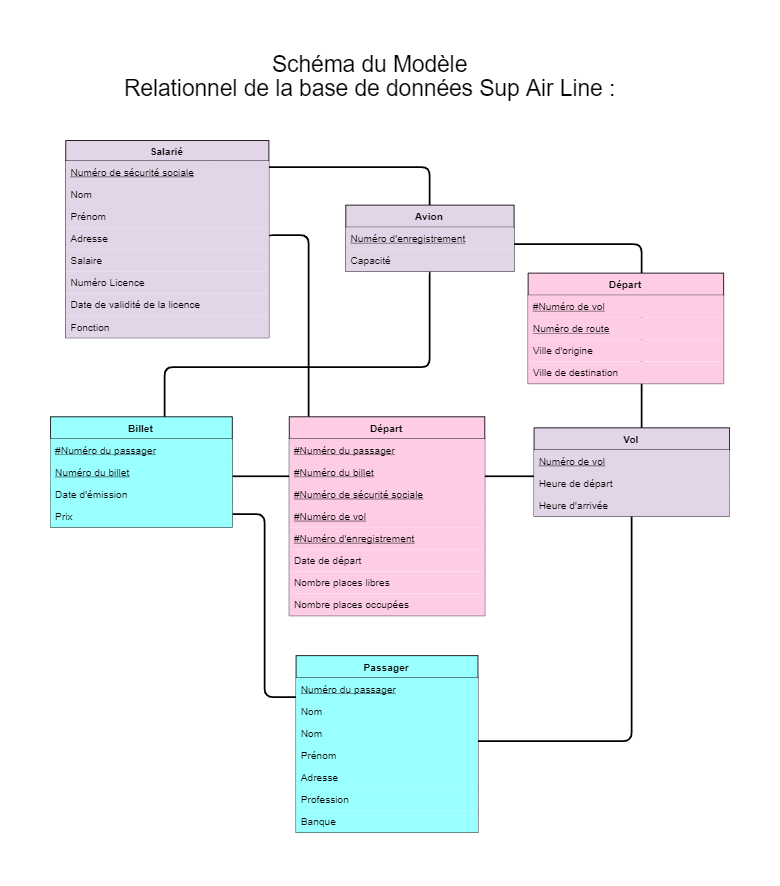 Schéma du Modèle
Relationnel de la base de données Sup Air Line :
Salarié
Numéro de sécurité sociale
Nom
Prénom
Adresse
Salaire
Numéro Licence
Date de validité de la licence
Fonction
Avion
Numéro d'enregistrement
Capacité
Départ
#Numéro de vol
Numéro de route
Ville d'origine
Ville de destination
Billet
#Numéro du passager
Numéro du billet
Date d'émission
Prix
Départ
#Numéro du passager
#Numéro du billet
#Numéro de sécurité sociale
#Numéro de vol
#Numéro d'enregistrement
Date de départ
Nombre places libres
Nombre places occupées
Vol
Numéro de vol
Heure de départ
Heure d'arrivée
Passager
Numéro du passager
Nom
Nom
Prénom
Adresse
Profession
Banque